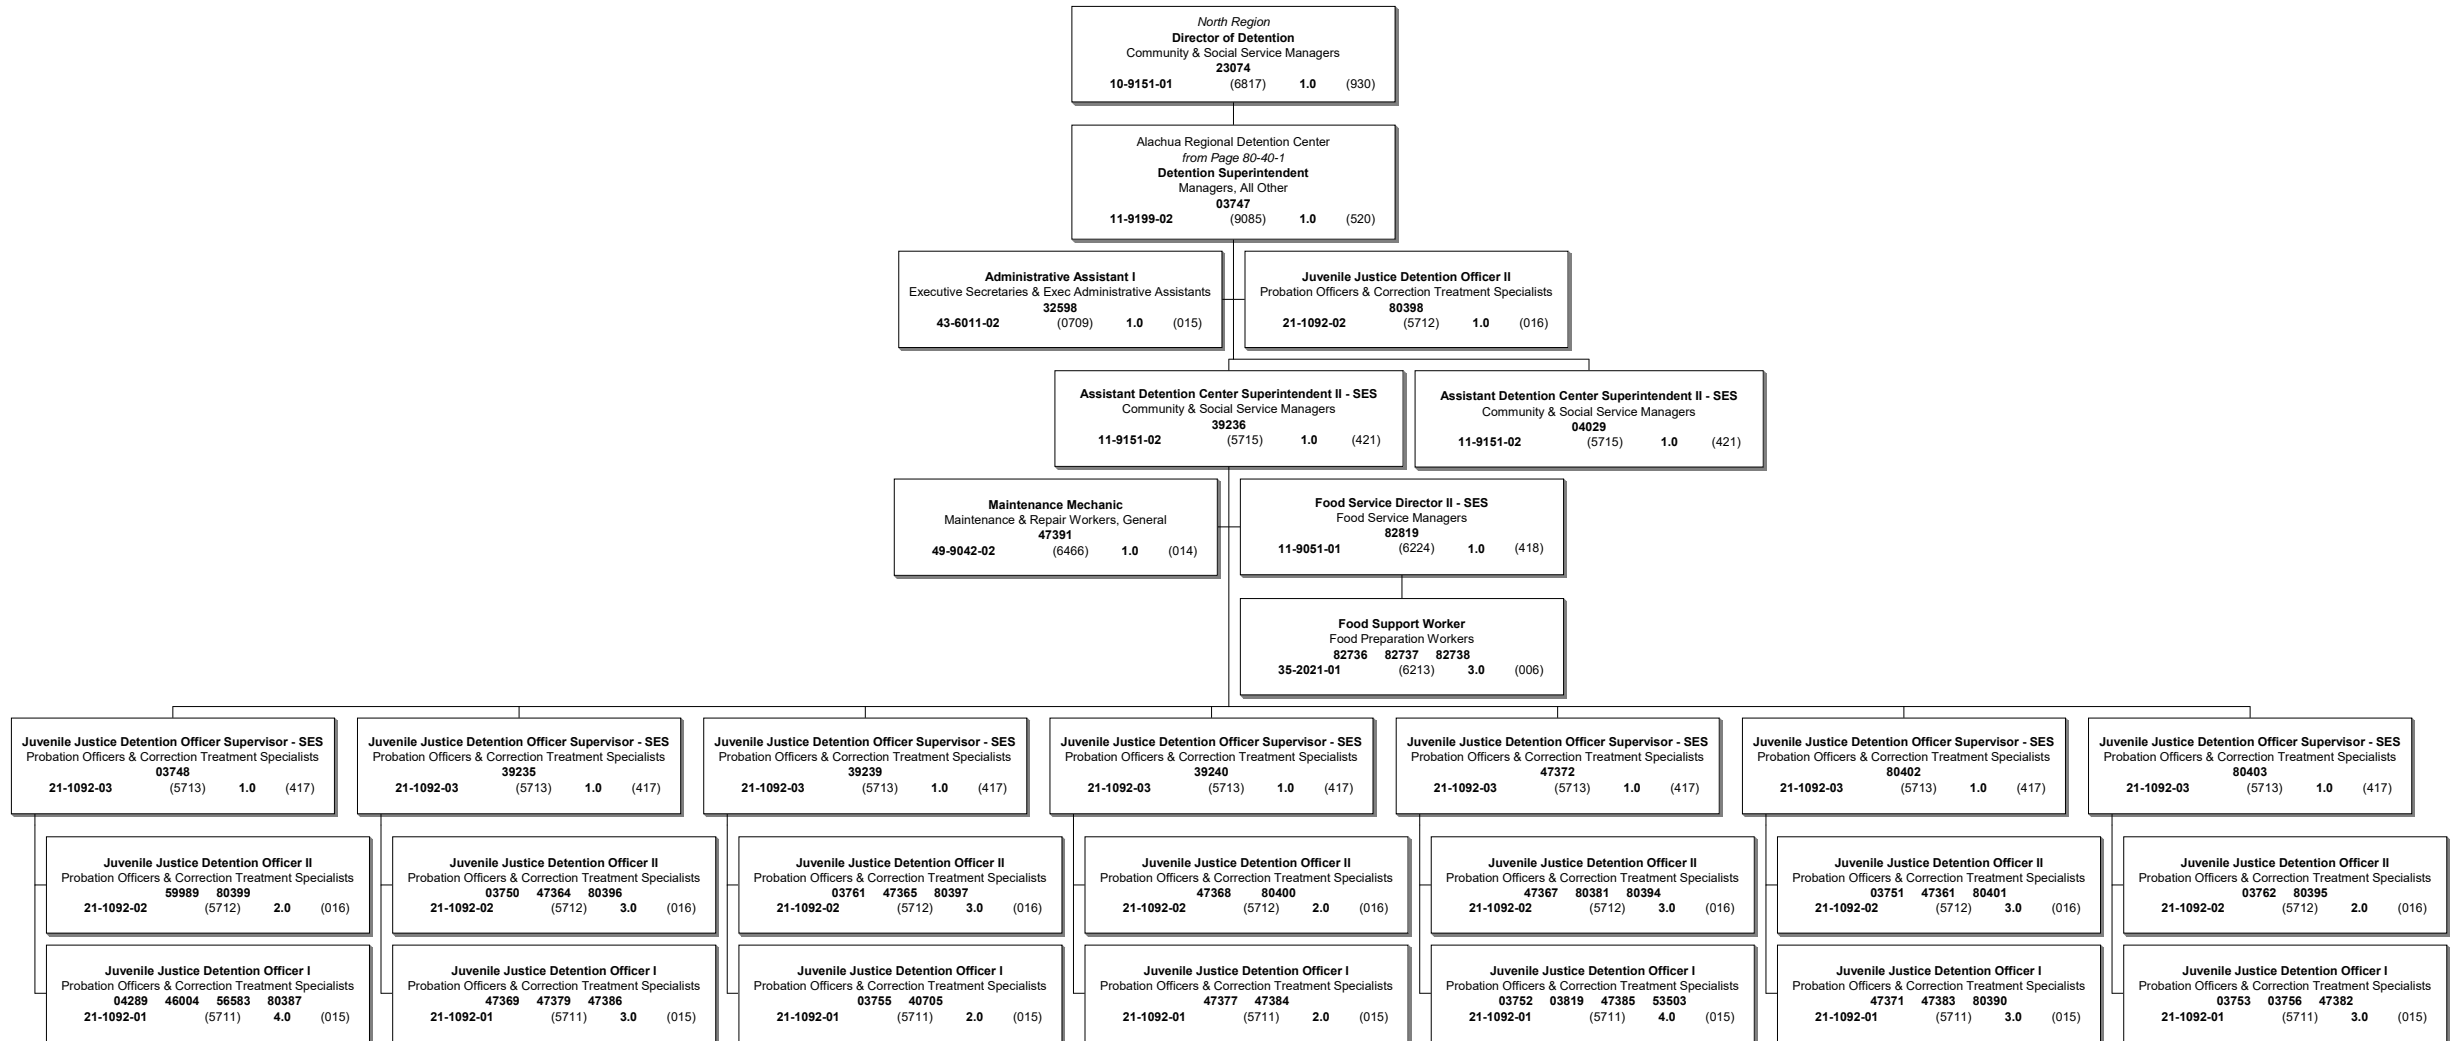 North Region
Director of Detention
Community & Social Service Managers
23074
10-9151-01 (6817) 1.0 (930)
Alachua Regional Detention Center
from Page 80-40-1
Detention Superintendent
Managers, All Other
03747
11-9199-02 (9085) 1.0 (520)
Administrative Assistant I
Executive Secretaries & Exec Administrative Assistants
32598
43-6011-02 (0709) 1.0 (015)
Juvenile Justice Detention Officer II
Probation Officers & Correction Treatment Specialists
80398
21-1092-02 (5712) 1.0 (016)
Assistant Detention Center Superintendent II - SES
Community & Social Service Managers
39236
11-9151-02 (5715) 1.0 (421)
Assistant Detention Center Superintendent II - SES
Community & Social Service Managers
04029
11-9151-02 (5715) 1.0 (421)
Maintenance Mechanic
Maintenance & Repair Workers, General
47391
49-9042-02 (6466) 1.0 (014)
Food Service Director II - SES
Food Service Managers
82819
11-9051-01 (6224) 1.0 (418)
Food Support Worker
Food Preparation Workers
82736 82737 82738
35-2021-01 (6213) 3.0 (006)
Juvenile Justice Detention Officer Supervisor - SES
Probation Officers & Correction Treatment Specialists
03748
21-1092-03 (5713) 1.0 (417)
Juvenile Justice Detention Officer Supervisor - SES
Probation Officers & Correction Treatment Specialists
39235
21-1092-03 (5713) 1.0 (417)
Juvenile Justice Detention Officer Supervisor - SES
Probation Officers & Correction Treatment Specialists
39239
21-1092-03 (5713) 1.0 (417)
Juvenile Justice Detention Officer Supervisor - SES
Probation Officers & Correction Treatment Specialists
39240
21-1092-03 (5713) 1.0 (417)
Juvenile Justice Detention Officer Supervisor - SES
Probation Officers & Correction Treatment Specialists
47372
21-1092-03 (5713) 1.0 (417)
Juvenile Justice Detention Officer Supervisor - SES
Probation Officers & Correction Treatment Specialists
80402
21-1092-03 (5713) 1.0 (417)
Juvenile Justice Detention Officer Supervisor - SES
Probation Officers & Correction Treatment Specialists
80403
21-1092-03 (5713) 1.0 (417)
Juvenile Justice Detention Officer II
Probation Officers & Correction Treatment Specialists
59989 80399
21-1092-02 (5712) 2.0 (016)
Juvenile Justice Detention Officer II
Probation Officers & Correction Treatment Specialists
03750 47364 80396
21-1092-02 (5712) 3.0 (016)
Juvenile Justice Detention Officer II
Probation Officers & Correction Treatment Specialists
03761 47365 80397
21-1092-02 (5712) 3.0 (016)
Juvenile Justice Detention Officer II
Probation Officers & Correction Treatment Specialists
47368 80400
21-1092-02 (5712) 2.0 (016)
Juvenile Justice Detention Officer II
Probation Officers & Correction Treatment Specialists
47367 80381 80394
21-1092-02 (5712) 3.0 (016)
Juvenile Justice Detention Officer II
Probation Officers & Correction Treatment Specialists
03751 47361 80401
21-1092-02 (5712) 3.0 (016)
Juvenile Justice Detention Officer II
Probation Officers & Correction Treatment Specialists
03762 80395
21-1092-02 (5712) 2.0 (016)
Juvenile Justice Detention Officer I
Probation Officers & Correction Treatment Specialists
04289 46004 56583 80387
21-1092-01 (5711) 4.0 (015)
Juvenile Justice Detention Officer I
Probation Officers & Correction Treatment Specialists
47369 47379 47386
21-1092-01 (5711) 3.0 (015)
Juvenile Justice Detention Officer I
Probation Officers & Correction Treatment Specialists
03755 40705
21-1092-01 (5711) 2.0 (015)
Juvenile Justice Detention Officer I
Probation Officers & Correction Treatment Specialists
47377 47384
21-1092-01 (5711) 2.0 (015)
Juvenile Justice Detention Officer I
Probation Officers & Correction Treatment Specialists
03752 03819 47385 53503
21-1092-01 (5711) 4.0 (015)
Juvenile Justice Detention Officer I
Probation Officers & Correction Treatment Specialists
47371 47383 80390
21-1092-01 (5711) 3.0 (015)
Juvenile Justice Detention Officer I
Probation Officers & Correction Treatment Specialists
03753 03756 47382
21-1092-01 (5711) 3.0 (015)